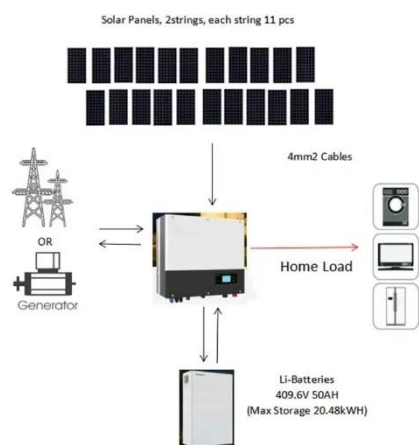 Solar Panels, 2strings, each string 11 pcs
4mm2 Cables
OR
Generator
Home Load
Li-Batteries
409.6V 50AH
(Max Storage 20.48kWH)